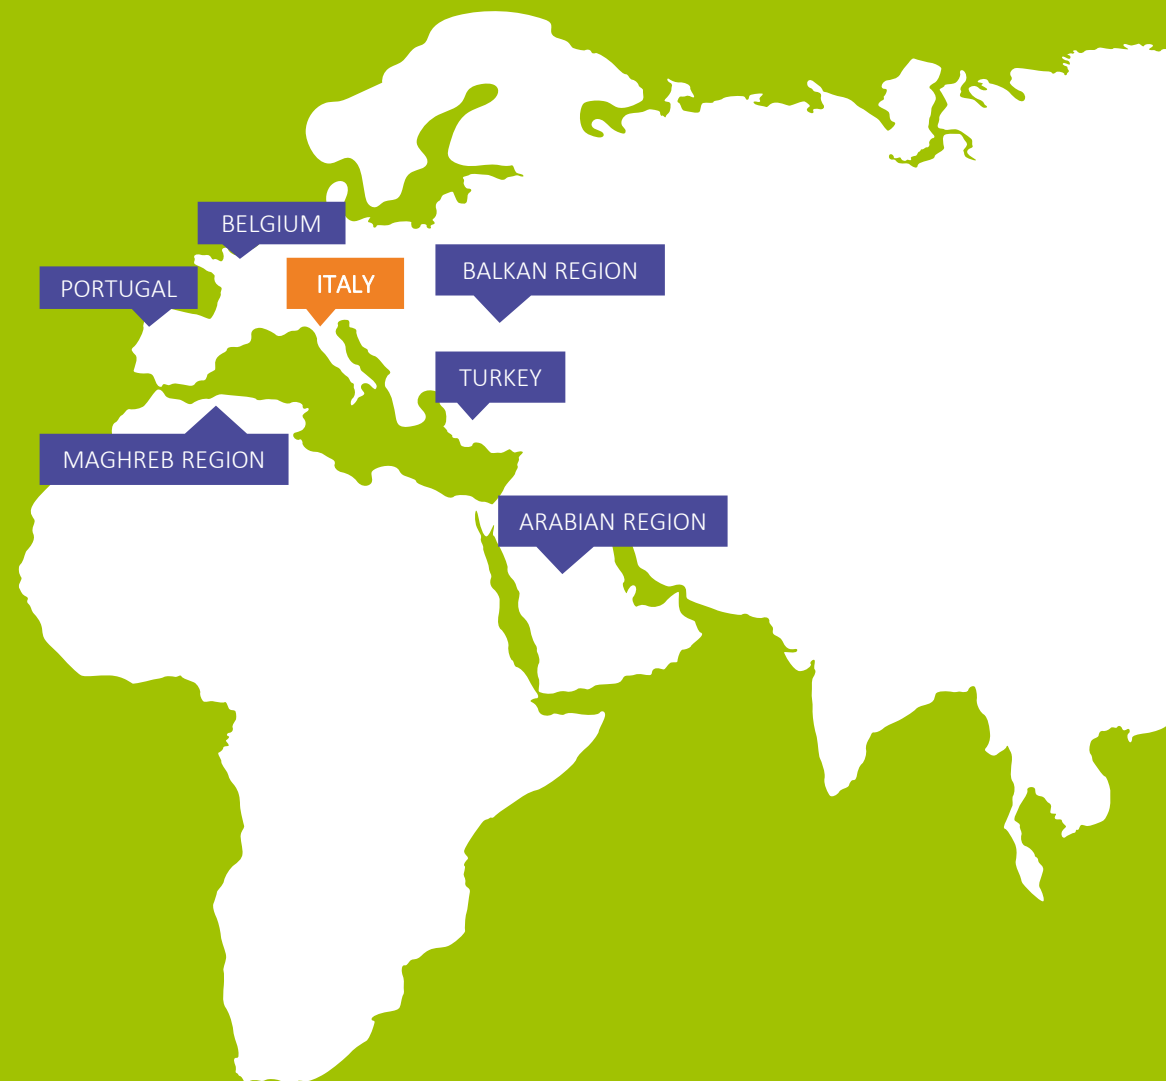 BELGIUM
BALKAN REGION
PORTUGAL
ITALY
TURKEY
MAGHREB REGION
ARABIAN REGION